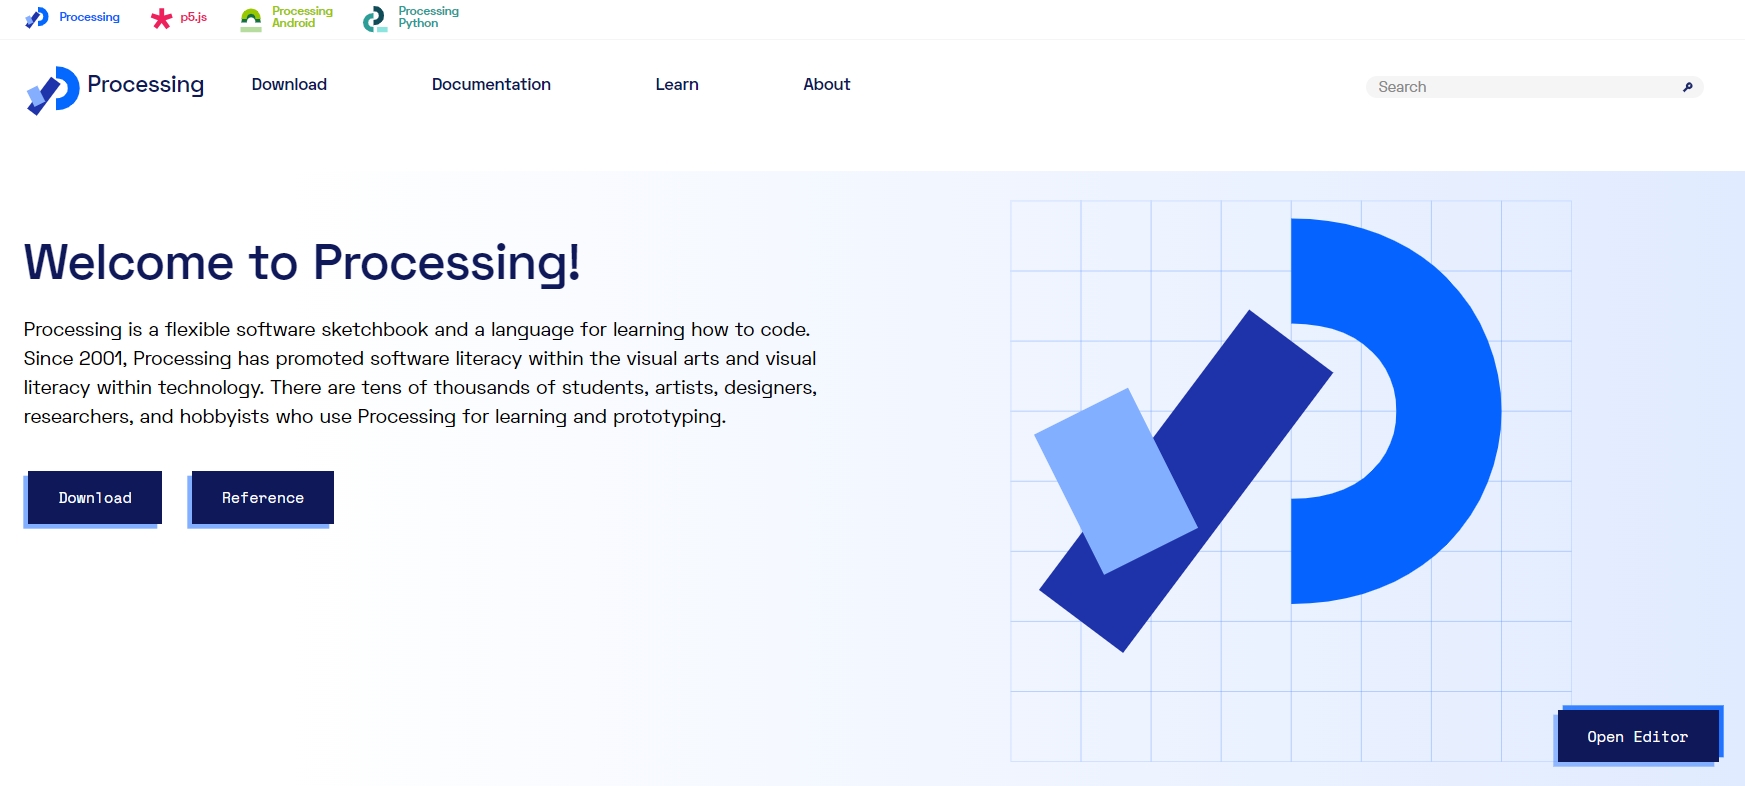 Processing
p5.js
Processing
Android
Processing
Python
Processing
Download
Documentation
Learn
About
Search
Welcome to Processing!
Processing is a flexible software sketchbook and a language for learning how to code.
Since 2001, Processing has promoted software literacy within the visual arts and visual
literacy within technology. There are tens of thousands of students, artists, designers,
researchers, and hobbyists who use Processing for learning and prototyping.
Download
Reference
Open Editor